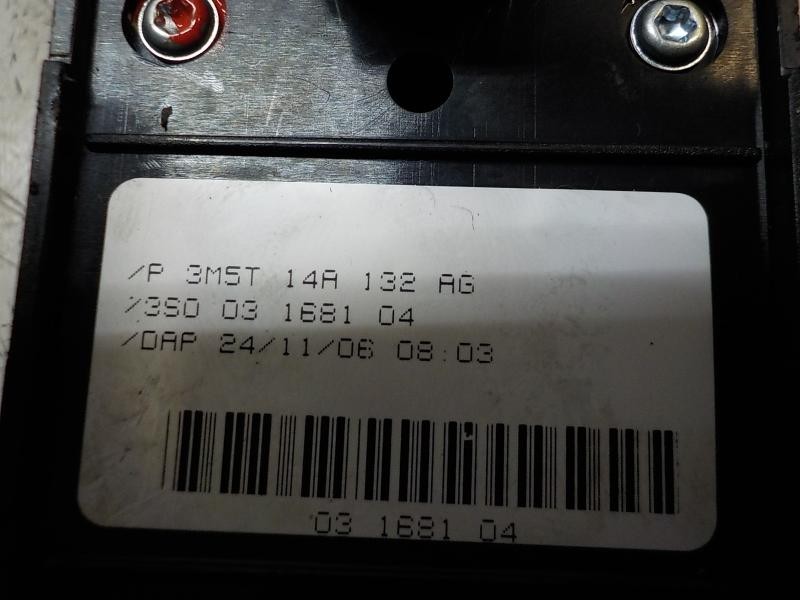 /P 3M5T 14A 132 AG
/3S0 03 1681 04
/DAP 24/11/06 08:03
03 1681 04